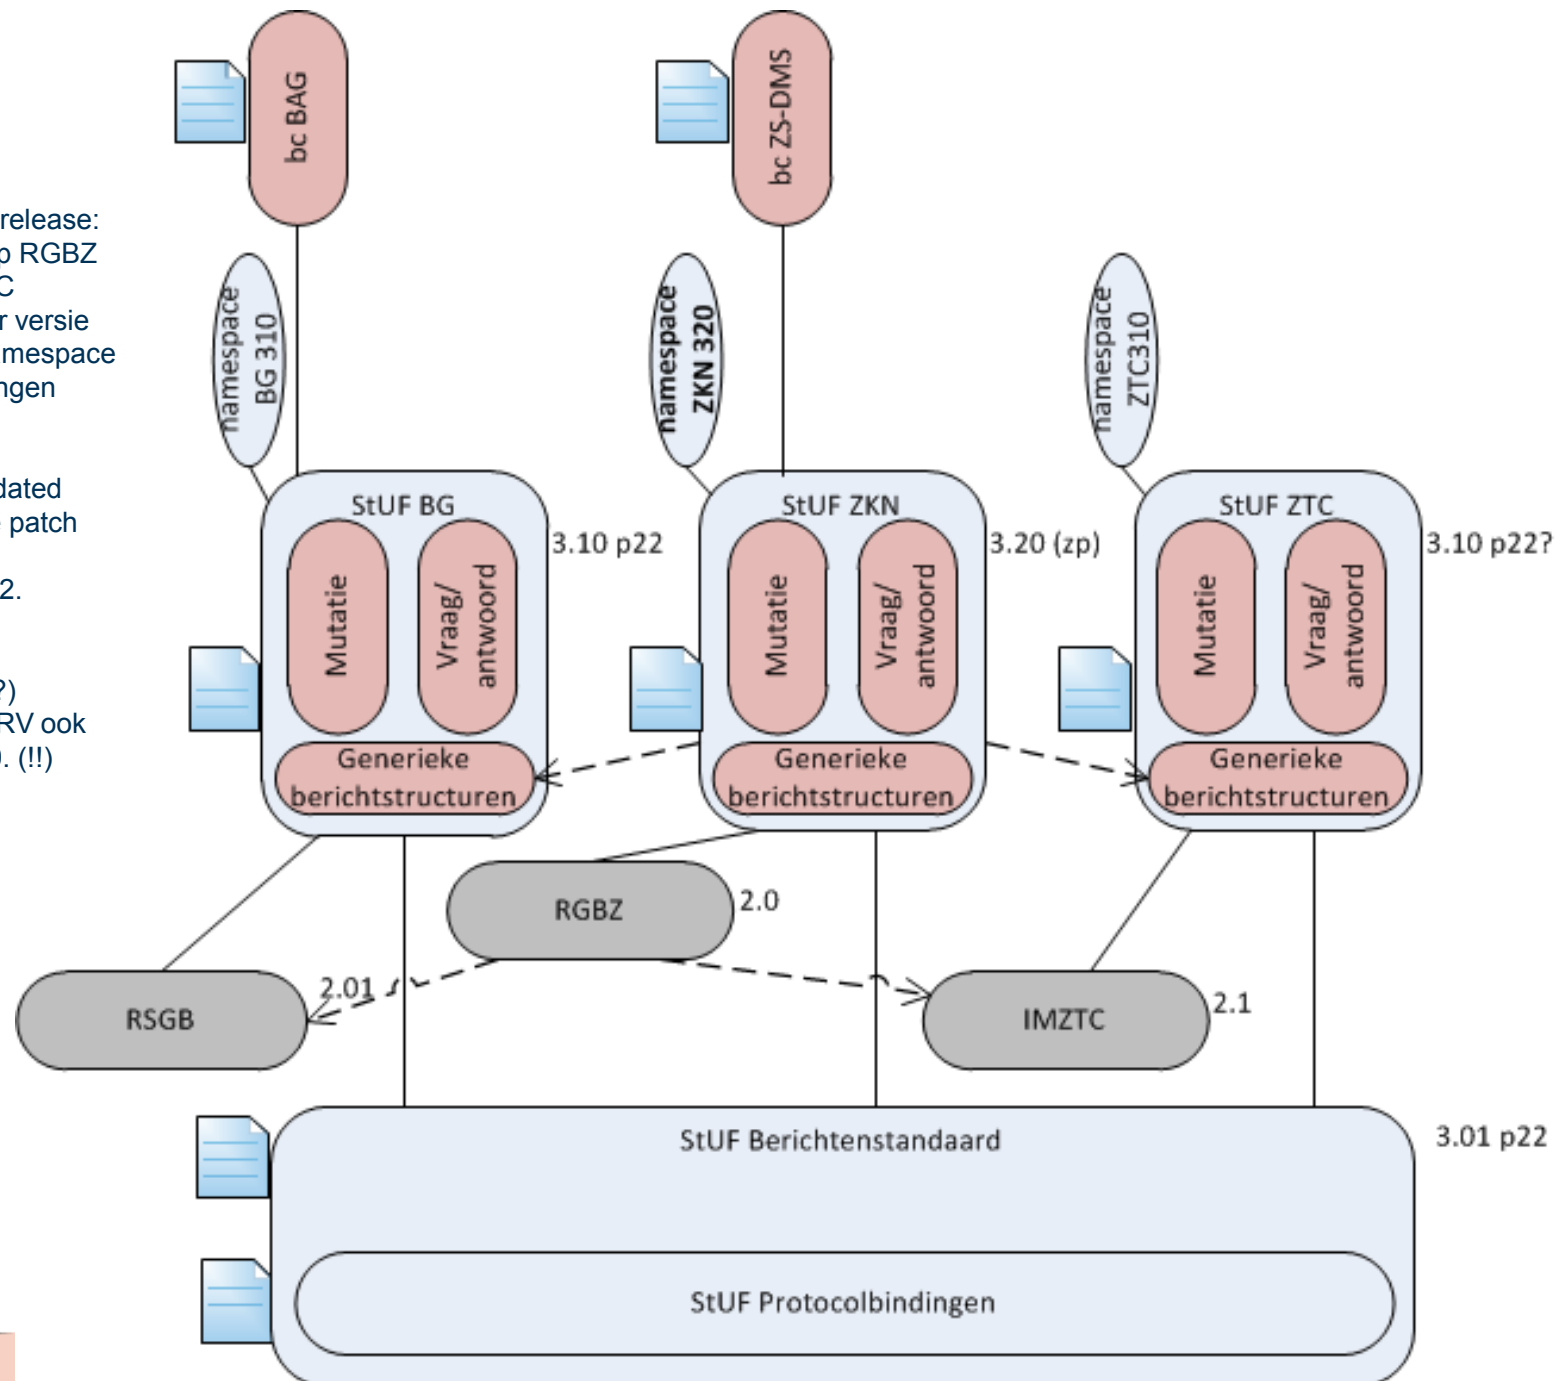 bc BAG
bc ZS-DMS
release:
p RGBZ
C
r versie
mespace
ngen
dated
patch
2.
?)
RV ook
). (!!)
namespace
BG 310
namespace
ZKN 320
namespace
ZTC310
StUF BG
3.10 p22
Mutatie
Vraag/
antwoord
Generieke
berichtstructuren
StUF ZKN
3.20 (zp)
Mutatie
Vraag/
antwoord
Generieke
berichtstructuren
StUF ZTC
3.10 p22?
Mutatie
Vraag/
antwoord
Generieke
berichtstructuren
RGBZ
2.0
RSGB
2.01
IMZTC
2.1
StUF Berichtenstandaard
3.01 p22
StUF Protocolbindingen